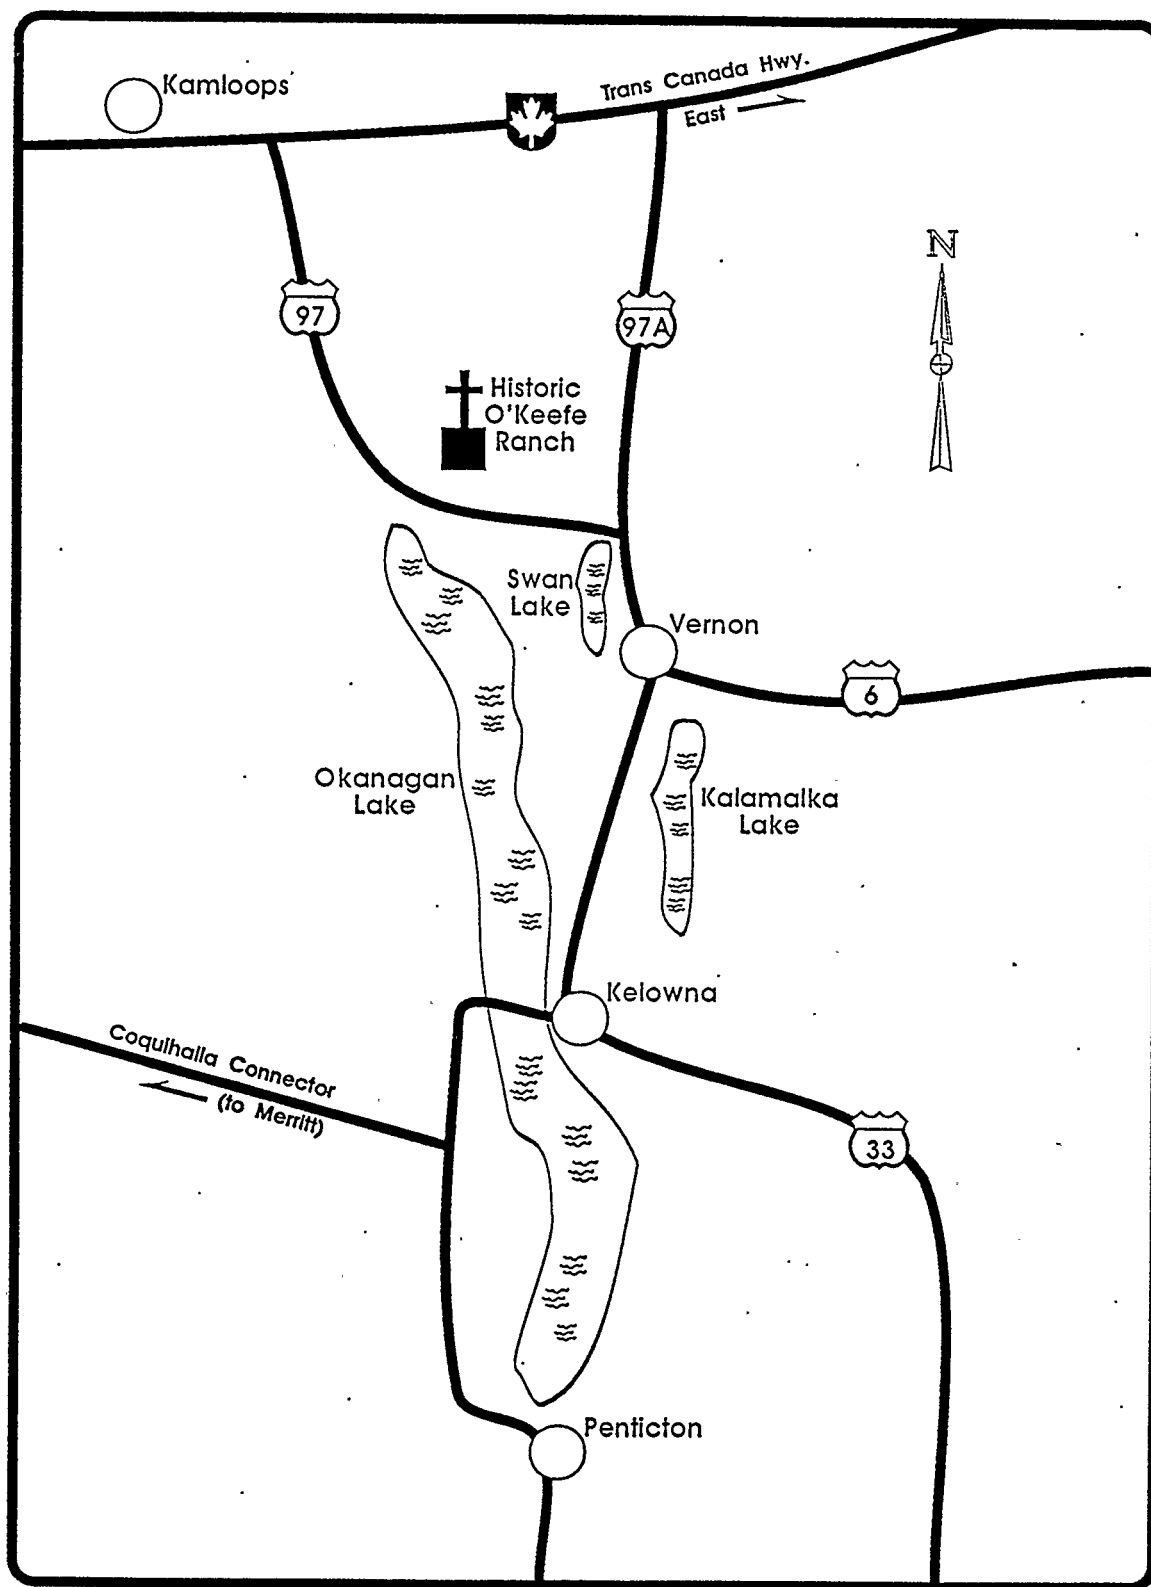 Kamloops
Trans Canada Hwy.
East
N
97
97A
Historic
O'Keefe
Ranch
Swan
Lake
Vernon
6
Okanagan
Lake
Kalamalka
Lake
Kelowna
Coquihalla Connector
(to Merritt)
33
Penticton